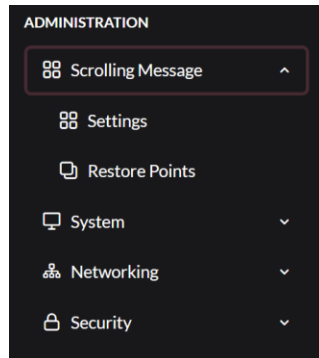 ADMINISTRATION
Scrolling Message
Settings
Restore Points
System
Networking
Security